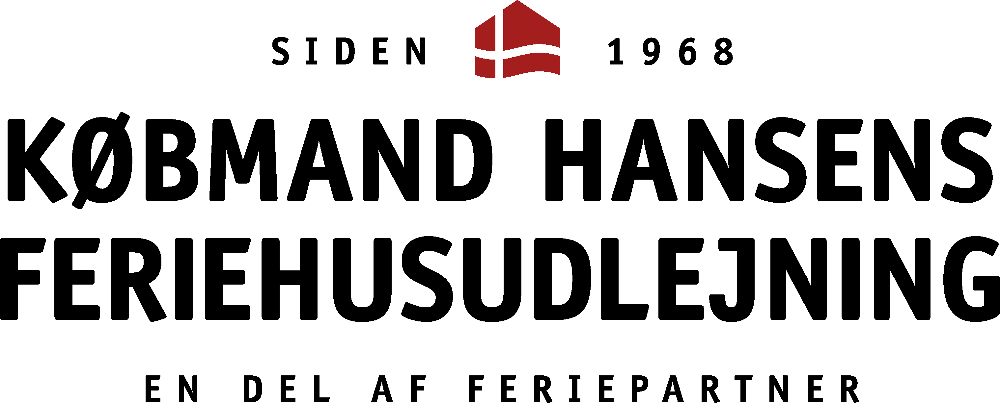 SIDEN 1968
KØBMAND HANSENS
FERIEHUSUDLEJNING
EN DEL AF FERIEPARTNER